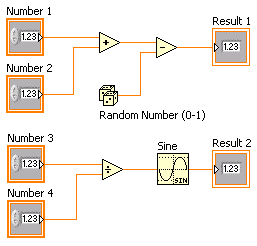 Number 1
Result 1
1.23
+
−
1.23
Number 2
1.23
Random Number (0-1)
Number 3
Sine
Result 2
1.23
÷
SIN
1.23
Number 4
1.23